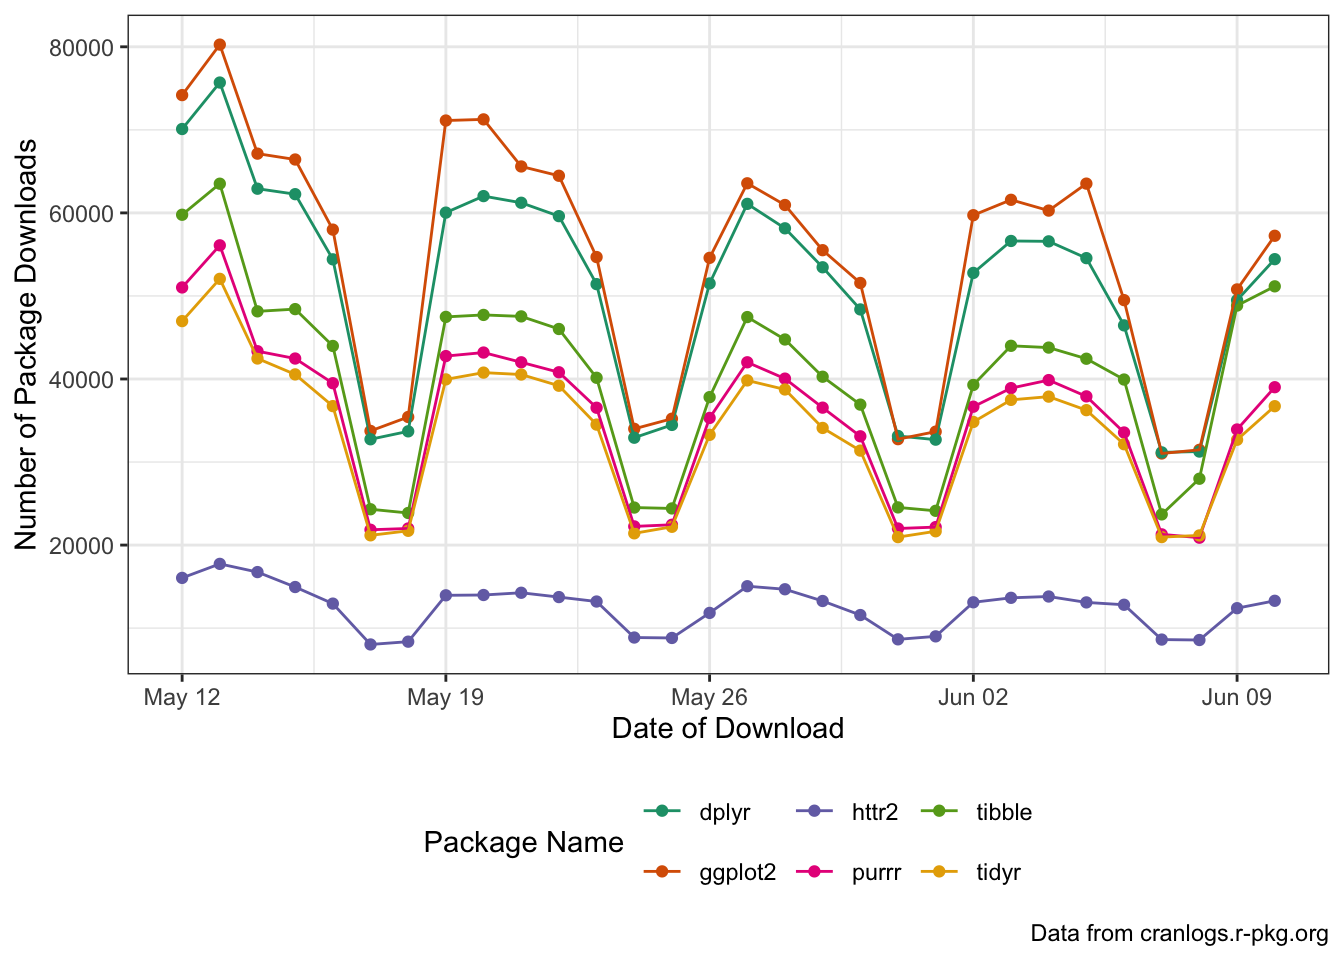 80000
60000
40000
20000
Number of Package Downloads
May 12 May 19 May 26 Jun 02 Jun 09
Date of Download
Package Name
dplyr httr2 tibble
ggplot2 purrr tidyr
Data from cranlogs.r-pkg.org